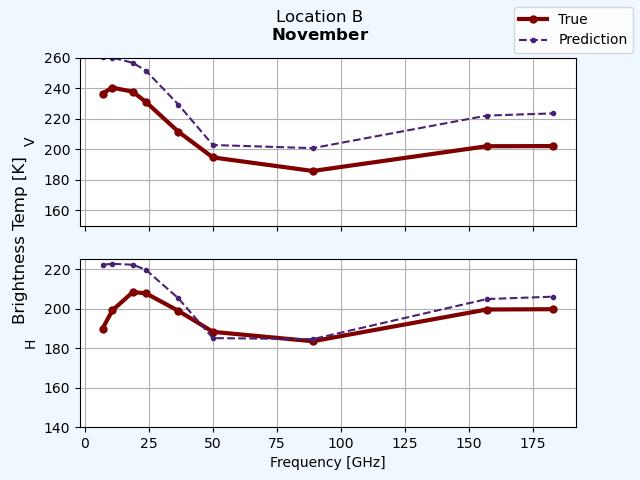 Location B
November
True
Prediction
260
240
220
200
180
160
V
Brightness Temp [K]
220
200
180
160
140
H
0 25 50 75 100 125 150 175
Frequency [GHz]